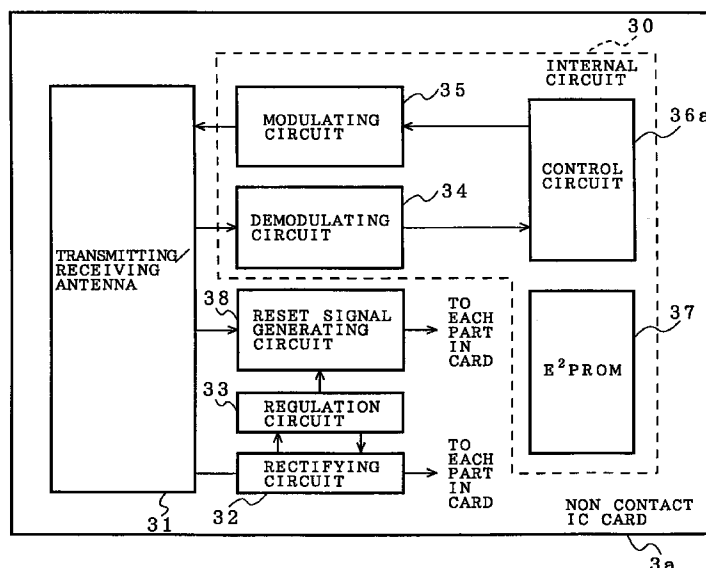 30
INTERNAL
CIRCUIT
35
MODULATING
CIRCUIT
36a
CONTROL
CIRCUIT
34
DEMODULATING
CIRCUIT
TRANSMITTING/
RECEIVING
ANTENNA
38
RESET SIGNAL
GENERATING
CIRCUIT
TO
EACH
PART
IN
CARD
37
E²PROM
33
REGULATION
CIRCUIT
RECTIFYING
CIRCUIT
TO
EACH
PART
IN
CARD
31
32
NON CONTACT
IC CARD
3a